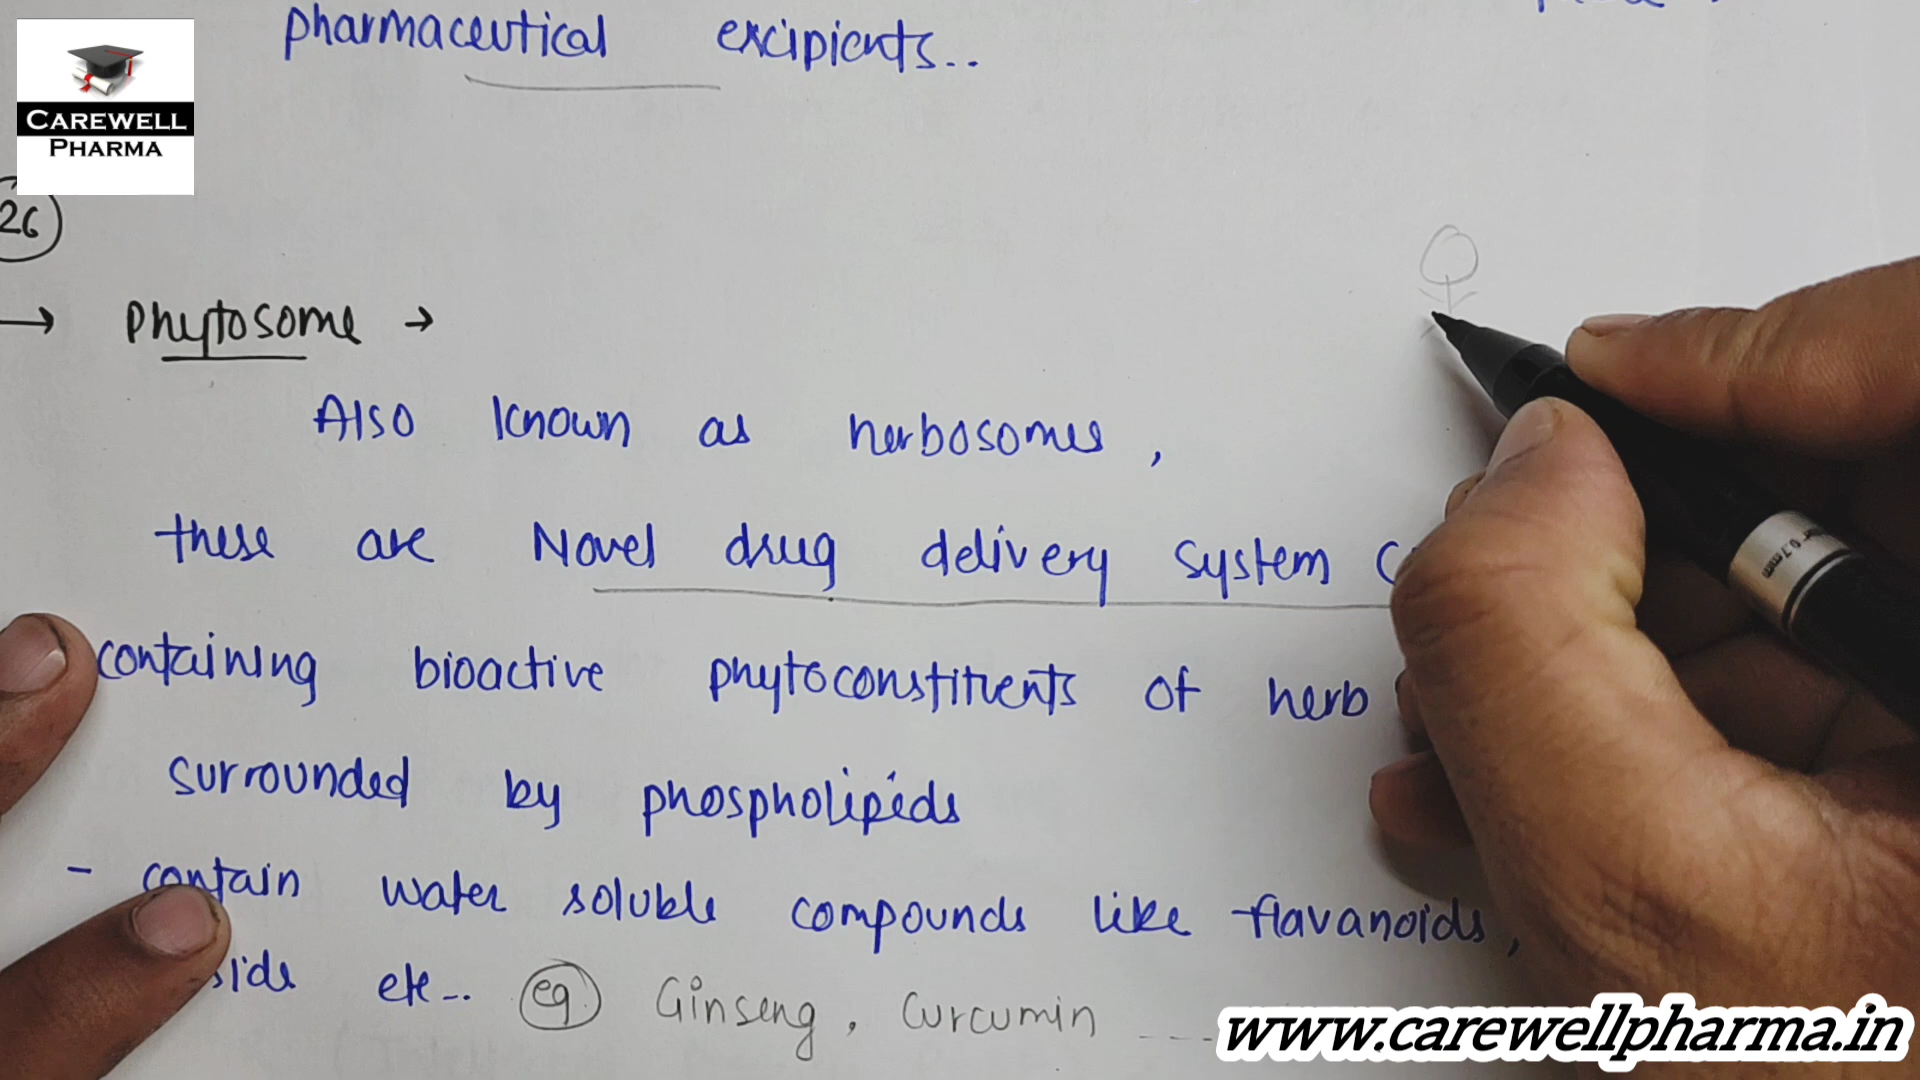 pharmaceutical excipients..
CAREWELL
PHARMA
26
→ Phytosome →
Also known as herbosomes,
these are Novel drug delivery system
containing bioactive phytoconstituents of herb
surrounded by phospholipids
- contain water soluble compounds like flavanoids,
etc... eg Ginseng, Curcumin ----
www.carewellpharma.in